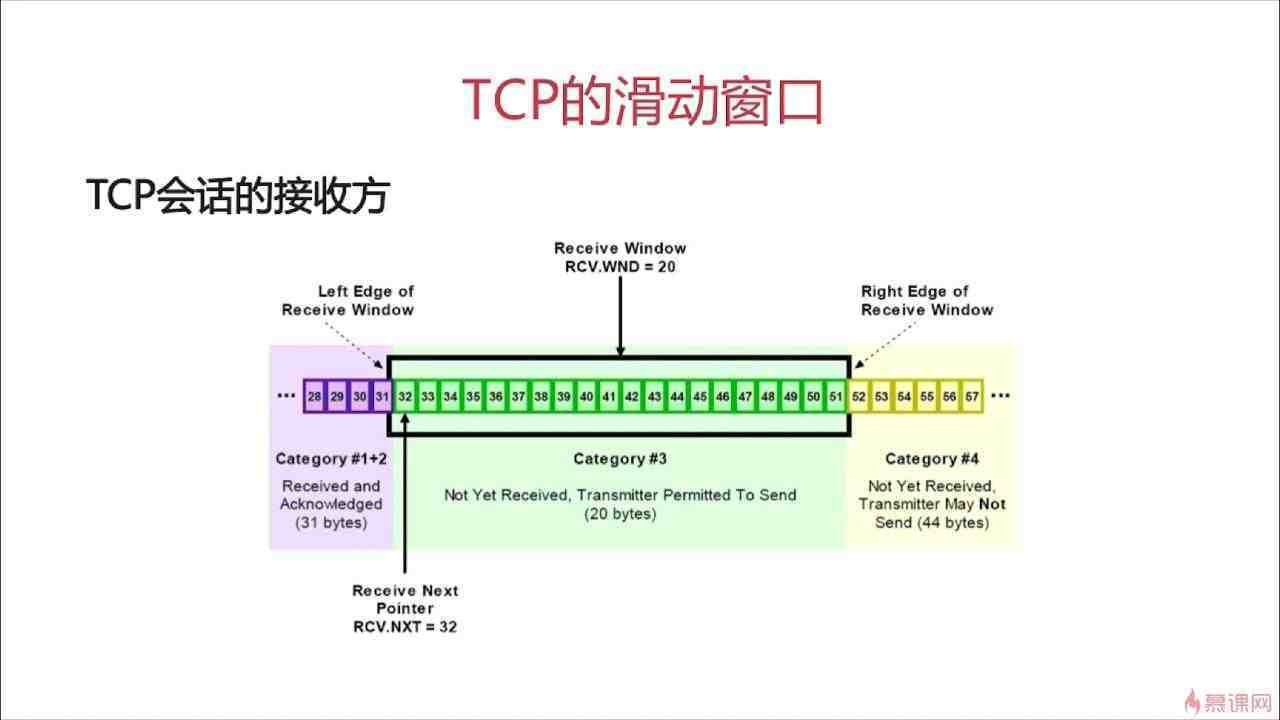 TCP的滑动窗口
TCP会话的接收方
Receive Window
RCV.WND = 20
Left Edge of
Receive Window
Right Edge of
Receive Window
... 28 29 30 31 32 33 34 35 36 37 38 39 40 41 42 43 44 45 46 47 48 49 50 51 52 53 54 55 56 57 ...
Category #1+2
Received and
Acknowledged
(31 bytes)
Category #3
Not Yet Received, Transmitter Permitted To Send
(20 bytes)
Category #4
Not Yet Received,
Transmitter May Not
Send (44 bytes)
Receive Next
Pointer
RCV.NXT = 32
慕课网